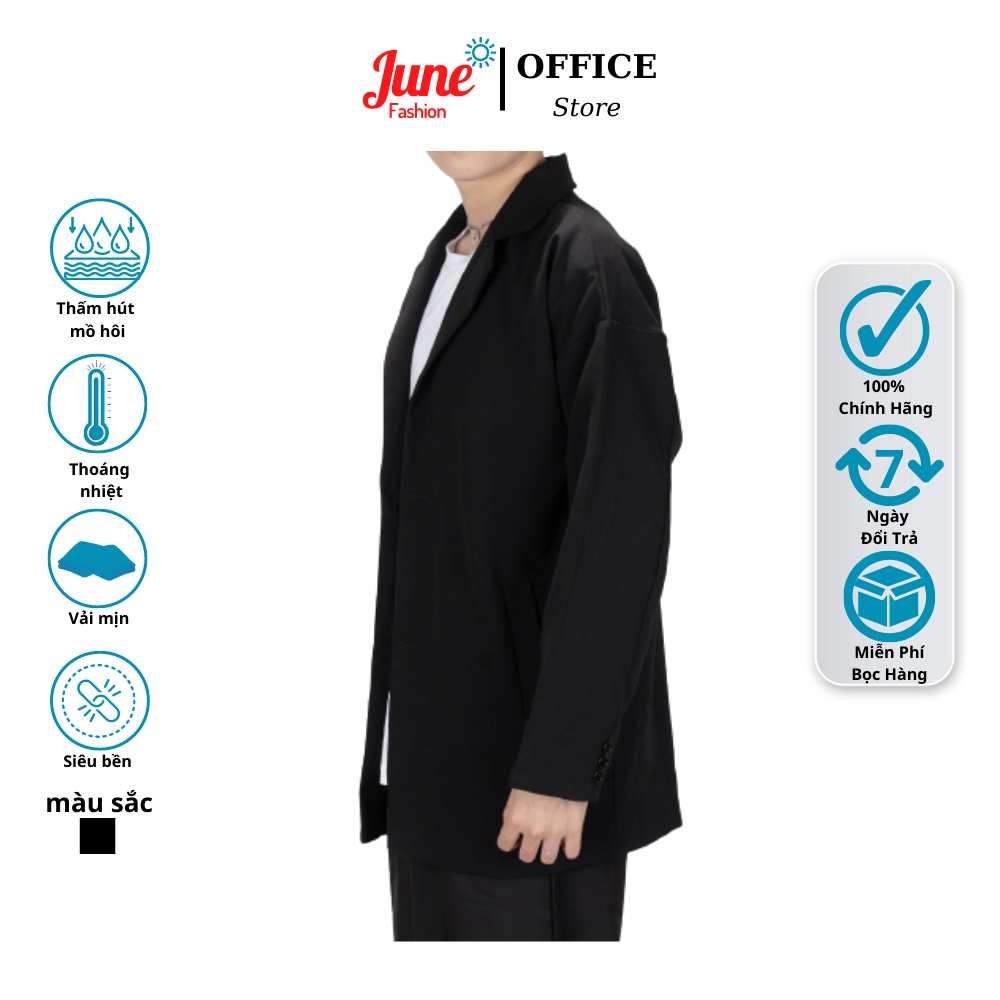 June
Fashion
OFFICE
Store
Thấm hút
mồ hôi
Thoáng
nhiệt
Vải mịn
Siêu bền
màu sắc
100%
Chính Hãng
7
Ngày
Đổi Trả
Miễn Phí
Bọc Hàng